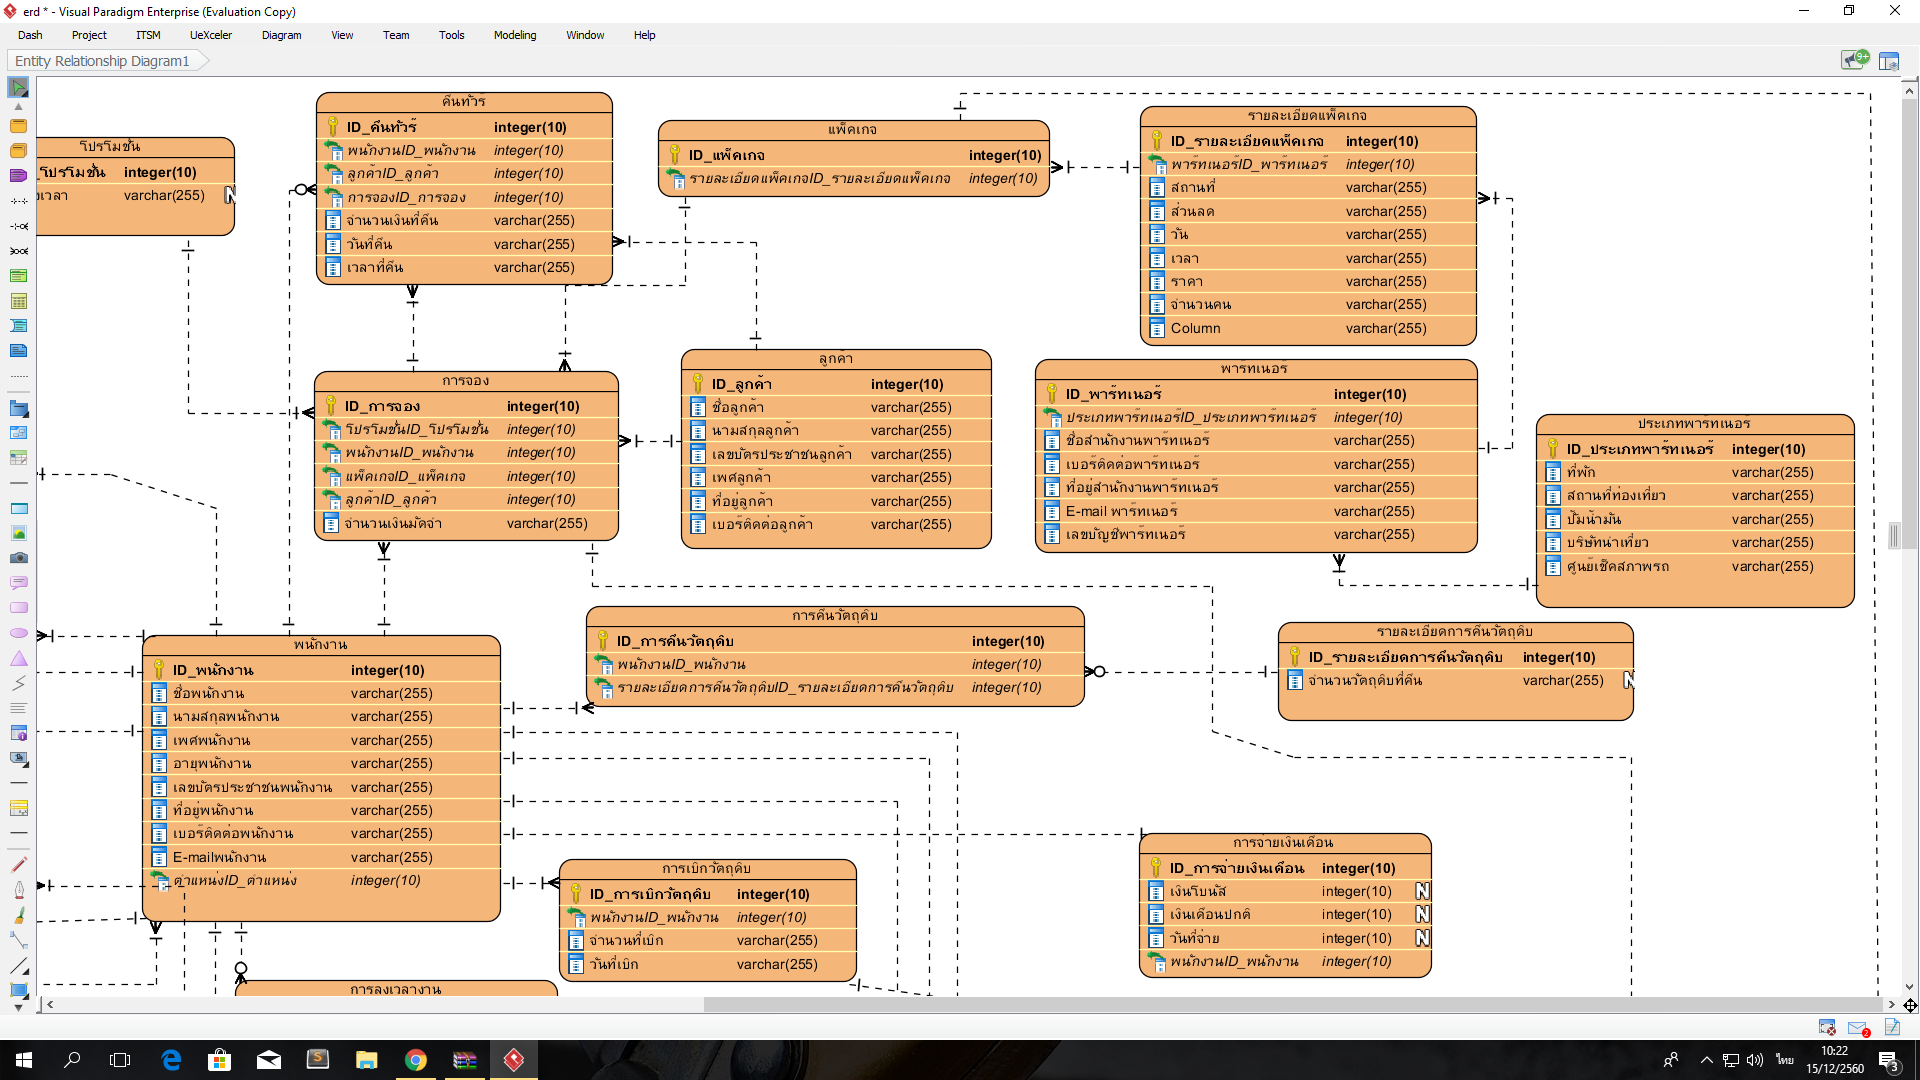 erd * - Visual Paradigm Enterprise (Evaluation Copy)
Dash Project ITSM UeXceler Diagram View Team Tools Modeling Window Help
Entity Relationship Diagram1
9+
โปรโมชั่น
_โปรโมชั่น integer(10)
เวลา varchar(255) N
คืนทัวร์
ID_คืนทัวร์ integer(10)
พนักงานID_พนักงาน integer(10)
ลูกค้าID_ลูกค้า integer(10)
การจองID_การจอง integer(10)
จำนวนเงินที่คืน varchar(255)
วันที่คืน varchar(255)
เวลาที่คืน varchar(255)
แพ็คเกจ
ID_แพ็คเกจ integer(10)
รายละเอียดแพ็คเกจID_รายละเอียดแพ็คเกจ integer(10)
รายละเอียดแพ็คเกจ
ID_รายละเอียดแพ็คเกจ integer(10)
พาร์ทเนอร์ID_พาร์ทเนอร์ integer(10)
สถานที่ varchar(255)
ส่วนลด varchar(255)
วัน varchar(255)
เวลา varchar(255)
ราคา varchar(255)
จำนวนคน varchar(255)
Column varchar(255)
การจอง
ID_การจอง integer(10)
โปรโมชั่นID_โปรโมชั่น integer(10)
พนักงานID_พนักงาน integer(10)
แพ็คเกจID_แพ็คเกจ integer(10)
ลูกค้าID_ลูกค้า integer(10)
จำนวนเงินมัดจำ varchar(255)
ลูกค้า
ID_ลูกค้า integer(10)
ชื่อลูกค้า varchar(255)
นามสกุลลูกค้า varchar(255)
เลขบัตรประชาชนลูกค้า varchar(255)
เพศลูกค้า varchar(255)
ที่อยู่ลูกค้า varchar(255)
เบอร์ติดต่อลูกค้า varchar(255)
พาร์ทเนอร์
ID_พาร์ทเนอร์ integer(10)
ประเภทพาร์ทเนอร์ID_ประเภทพาร์ทเนอร์ integer(10)
ชื่อสำนักงานพาร์ทเนอร์ varchar(255)
เบอร์ติดต่อพาร์ทเนอร์ varchar(255)
ที่อยู่สำนักงานพาร์ทเนอร์ varchar(255)
E-mail พาร์ทเนอร์ varchar(255)
เลขบัญชีพาร์ทเนอร์ varchar(255)
ประเภทพาร์ทเนอร์
ID_ประเภทพาร์ทเนอร์ integer(10)
ที่พัก varchar(255)
สถานที่ท่องเที่ยว varchar(255)
ปั้มน้ำมัน varchar(255)
บริษัทนำเที่ยว varchar(255)
ศูนย์เช็คสภาพรถ varchar(255)
การคืนวัตถุดิบ
ID_การคืนวัตถุดิบ integer(10)
พนักงานID_พนักงาน integer(10)
รายละเอียดการคืนวัตถุดิบID_รายละเอียดการคืนวัตถุดิบ integer(10)
รายละเอียดการคืนวัตถุดิบ
ID_รายละเอียดการคืนวัตถุดิบ integer(10)
จำนวนวัตถุดิบที่คืน varchar(255) N
พนักงาน
ID_พนักงาน integer(10)
ชื่อพนักงาน varchar(255)
นามสกุลพนักงาน varchar(255)
เพศพนักงาน varchar(255)
อายุพนักงาน varchar(255)
เลขบัตรประชาชนพนักงาน varchar(255)
ที่อยู่พนักงาน varchar(255)
เบอร์ติดต่อพนักงาน varchar(255)
E-mailพนักงาน varchar(255)
ตำแหน่งID_ตำแหน่ง integer(10)
การเบิกวัตถุดิบ
ID_การเบิกวัตถุดิบ integer(10)
พนักงานID_พนักงาน integer(10)
จำนวนที่เบิก varchar(255)
วันที่เบิก varchar(255)
การจ่ายเงินเดือน
ID_การจ่ายเงินเดือน integer(10)
เงินโบนัส integer(10) N
เงินเดือนปกติ integer(10) N
วันที่จ่าย integer(10) N
พนักงานID_พนักงาน integer(10)
การลงเวลางาน
2
ไทย
10:22
15/12/2560
3